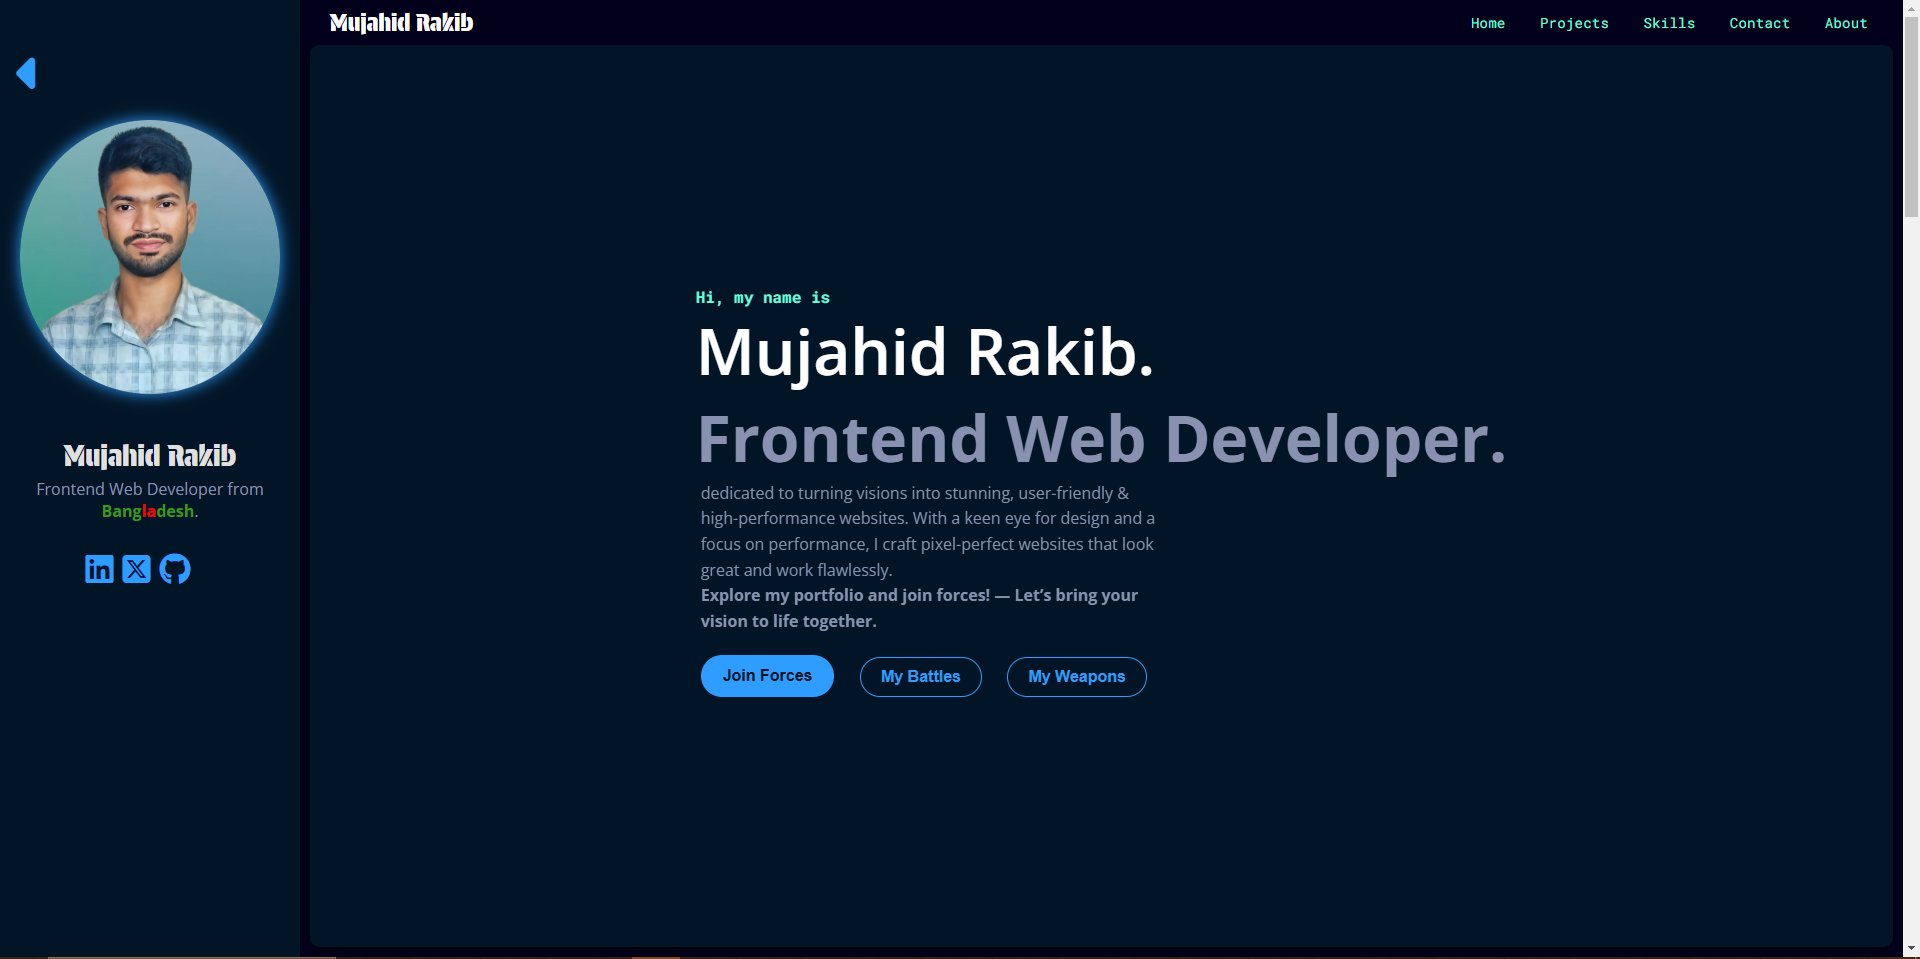 Mujahid Rakib
Home Projects Skills Contact About
Mujahid Rakib
Frontend Web Developer from
Bangladesh.
Hi, my name is
Mujahid Rakib.
Frontend Web Developer.
dedicated to turning visions into stunning, user-friendly &
high-performance websites. With a keen eye for design and a
focus on performance, I craft pixel-perfect websites that look
great and work flawlessly.
Explore my portfolio and join forces! — Let’s bring your
vision to life together.
Join Forces My Battles My Weapons